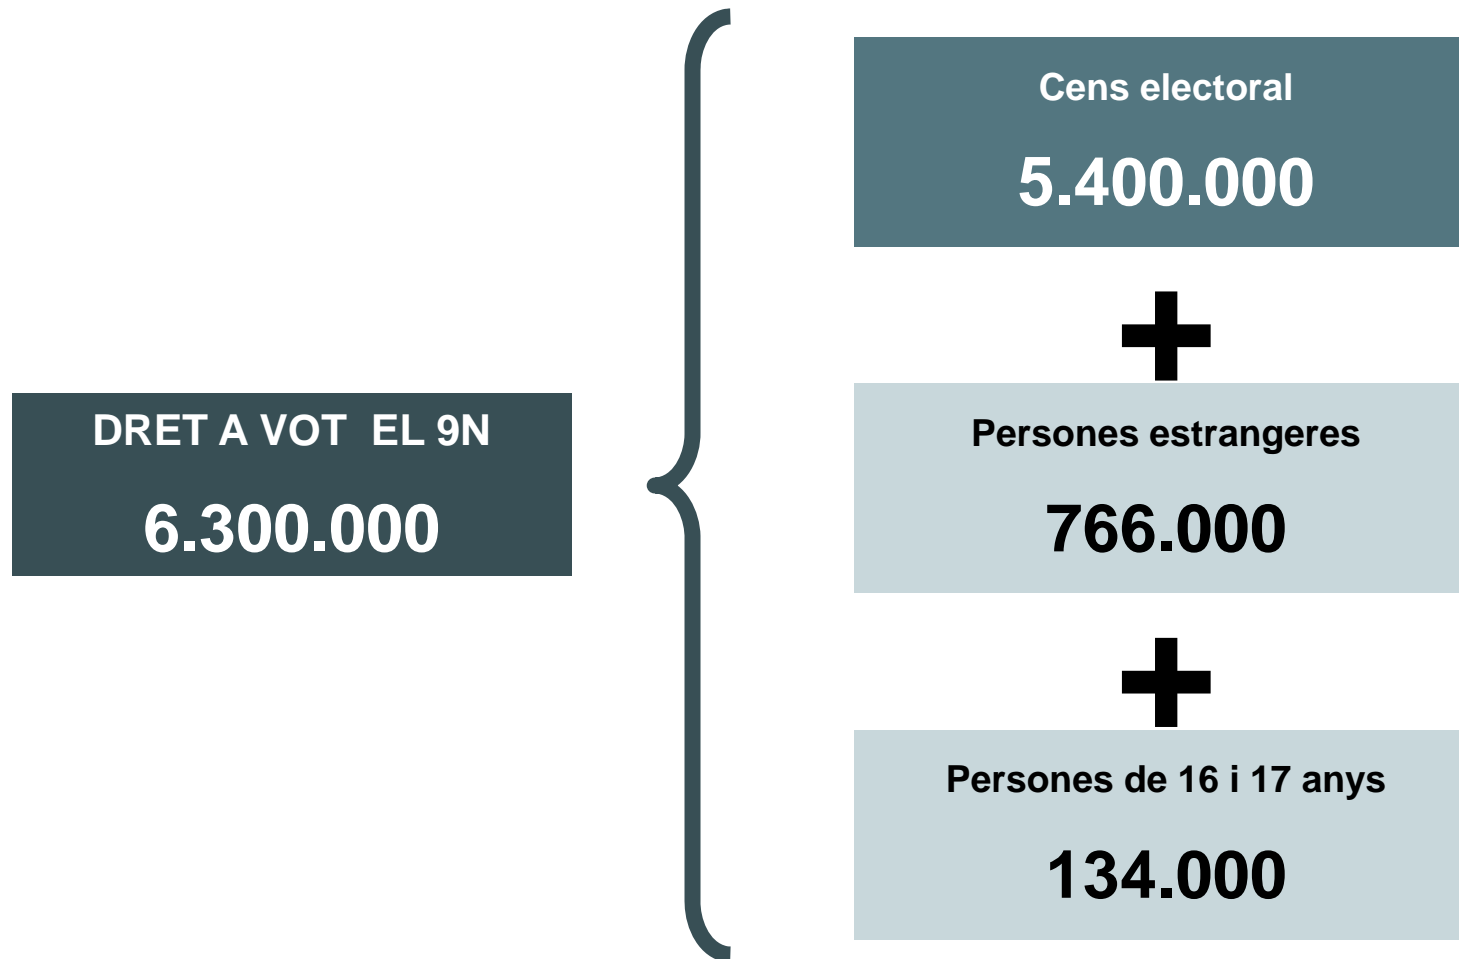 DRET A VOT EL 9N
6.300.000
Cens electoral
5.400.000
+
Persones estrangeres
766.000
+
Persones de 16 i 17 anys
134.000